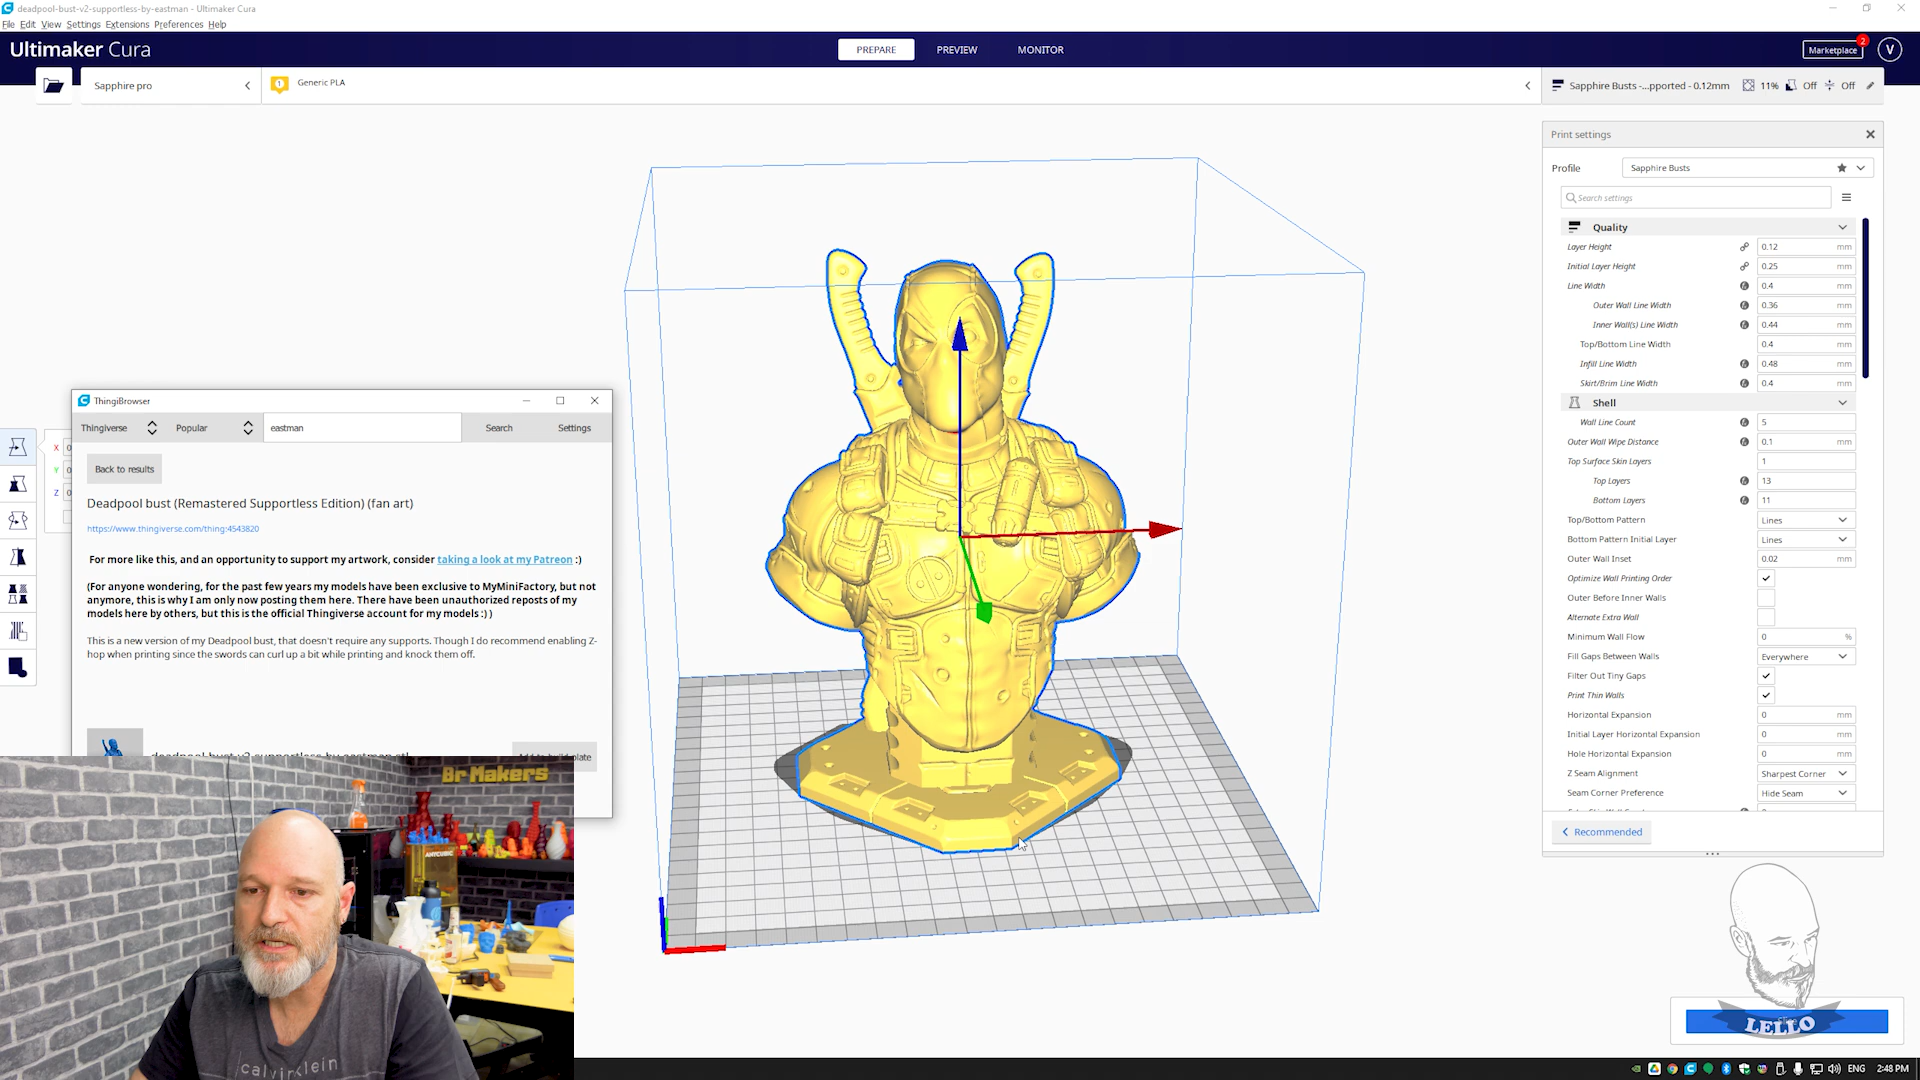 deadpool-bust-v2-supportless-by-eastman - Ultimaker Cura
File Edit View Settings Extensions Preferences Help
Ultimaker Cura
PREPARE
PREVIEW
MONITOR
Marketplace
2
V
Sapphire pro
1
Generic PLA
Sapphire Busts -...pported - 0.12mm
11%
Off
Off
Print settings
Profile
Sapphire Busts
Search settings
Quality
Layer Height 0.12 mm
Initial Layer Height 0.25 mm
Line Width 0.4 mm
Outer Wall Line Width 0.36 mm
Inner Wall(s) Line Width 0.44 mm
Top/Bottom Line Width 0.4 mm
Infill Line Width 0.48 mm
Skirt/Brim Line Width 0.4 mm
Shell
Wall Line Count 5
Outer Wall Wipe Distance 0.1 mm
Top Surface Skin Layers 1
Top Layers 13
Bottom Layers 11
Top/Bottom Pattern Lines
Bottom Pattern Initial Layer Lines
Outer Wall Inset 0.02 mm
Optimize Wall Printing Order
Outer Before Inner Walls
Alternate Extra Wall
Minimum Wall Flow 0 %
Fill Gaps Between Walls Everywhere
Filter Out Tiny Gaps
Print Thin Walls
Horizontal Expansion 0 mm
Initial Layer Horizontal Expansion 0 mm
Hole Horizontal Expansion 0 mm
Z Seam Alignment Sharpest Corner
Seam Corner Preference Hide Seam
Recommended
ThingiBrowser
Thingiverse
Popular
eastman
Search
Settings
X 0
Y 0
Z 0
Back to results
Deadpool bust (Remastered Supportless Edition) (fan art)
https://www.thingiverse.com/thing:4543820
For more like this, and an opportunity to support my artwork, consider taking a look at my Patreon :)
(For anyone wondering, for the past few years my models have been exclusive to MyMiniFactory, but not
anymore, this is why I am only now posting them here. There have been unauthorized reposts of my
models here by others, but this is the official Thingiverse account for my models :) )
This is a new version of my Deadpool bust, that doesn't require any supports. Though I do recommend enabling Z-
hop when printing since the swords can curl up a bit while printing and knock them off.
Br Makers
ANYCUBIC
calvin klein
LELLO
ENG
2:48 PM